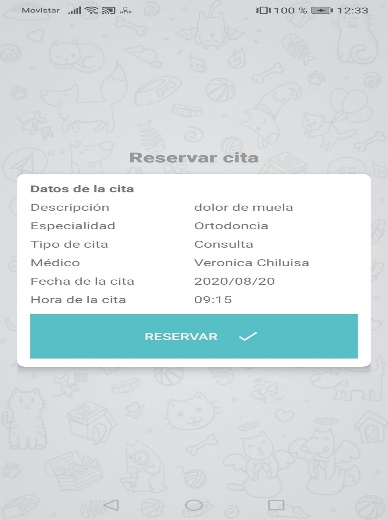 Movistar 100 % 12:33
Reservar cita
Datos de la cita
Descripción dolor de muela
Especialidad Ortodoncia
Tipo de cita Consulta
Médico Veronica Chiluisa
Fecha de la cita 2020/08/20
Hora de la cita 09:15
RESERVAR